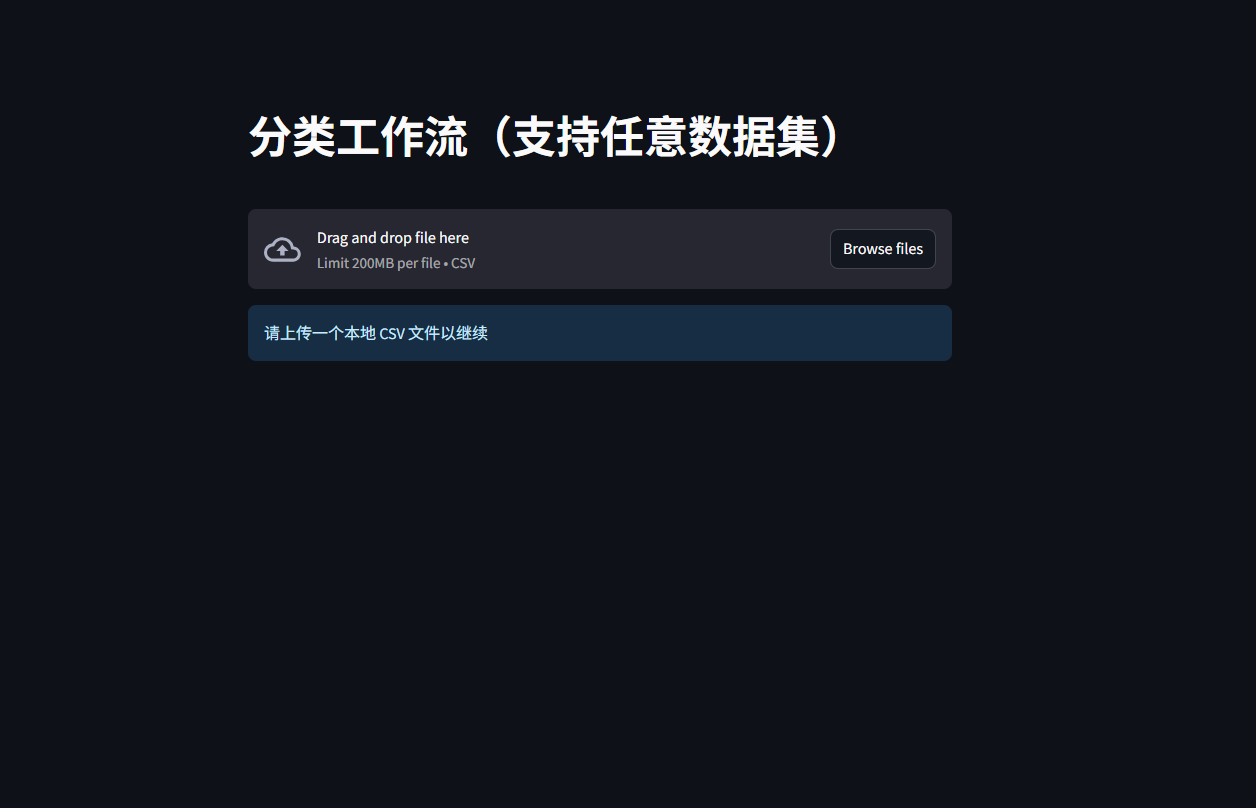 分类工作流（支持任意数据集）
Drag and drop file here
Limit 200MB per file • CSV
Browse files
请上传一个本地 CSV 文件以继续